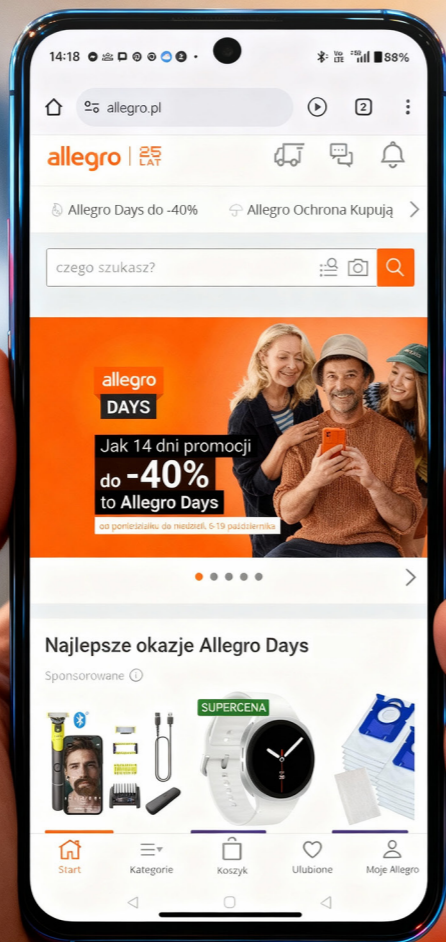 14:18
88%
allegro.pl
2
allegro | 25 LAT
Allegro Days do -40%
Allegro Ochrona Kupują
czego szukasz?
allegro
DAYS
Jak 14 dni promocji
do -40%
to Allegro Days
od poniedziałku do niedzieli, 6-19 października
Najlepsze okazje Allegro Days
Sponsorowane
SUPERCENA
Start
Kategorie
Koszyk
Ulubione
Moje Allegro